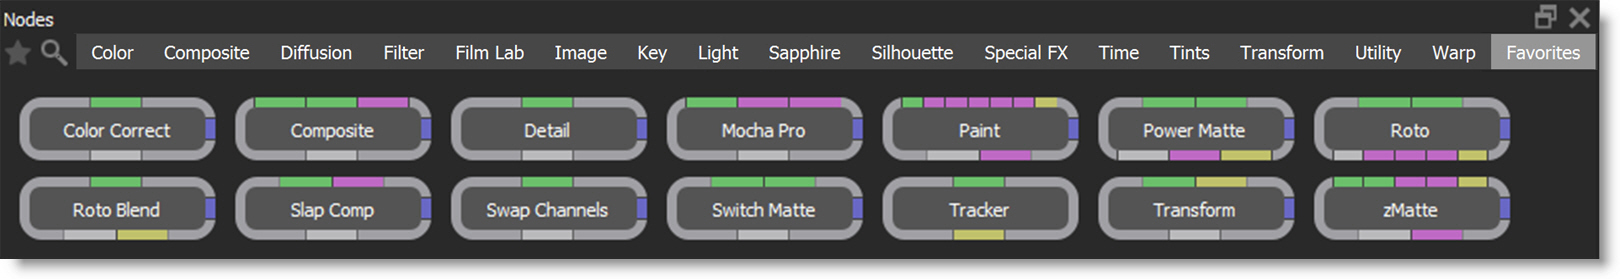 Nodes
Color Composite Diffusion Filter Film Lab Image Key Light Sapphire Silhouette Special FX Time Tints Transform Utility Warp Favorites
Color Correct Composite Detail Mocha Pro Paint Power Matte Roto
Roto Blend Slap Comp Swap Channels Switch Matte Tracker Transform zMatte